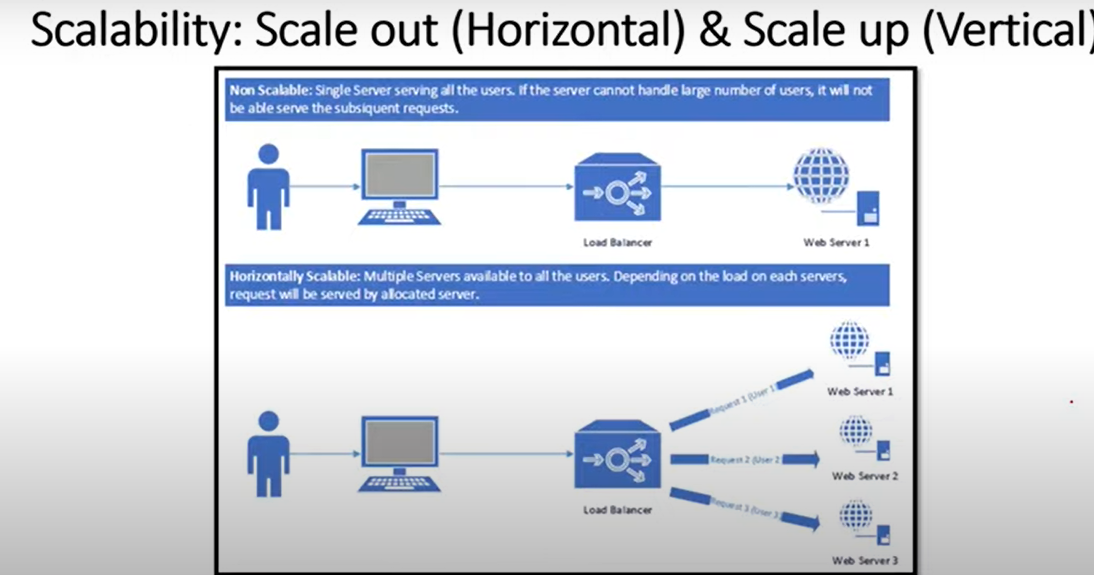 Scalability: Scale out (Horizontal) & Scale up (Vertical)
Non Scalable: Single Server serving all the users. If the server cannot handle large number of users, it will not
be able serve the subsiquent requests.
Load Balancer
Web Server 1
Horizontally Scalable: Multiple Servers available to all the users. Depending on the load on each servers,
request will be served by allocated server.
Request 1 (User 1)
Web Server 1
Request 2 (User 2
Web Server 2
Request 3 (User 3)
Load Balancer
Web Server 3